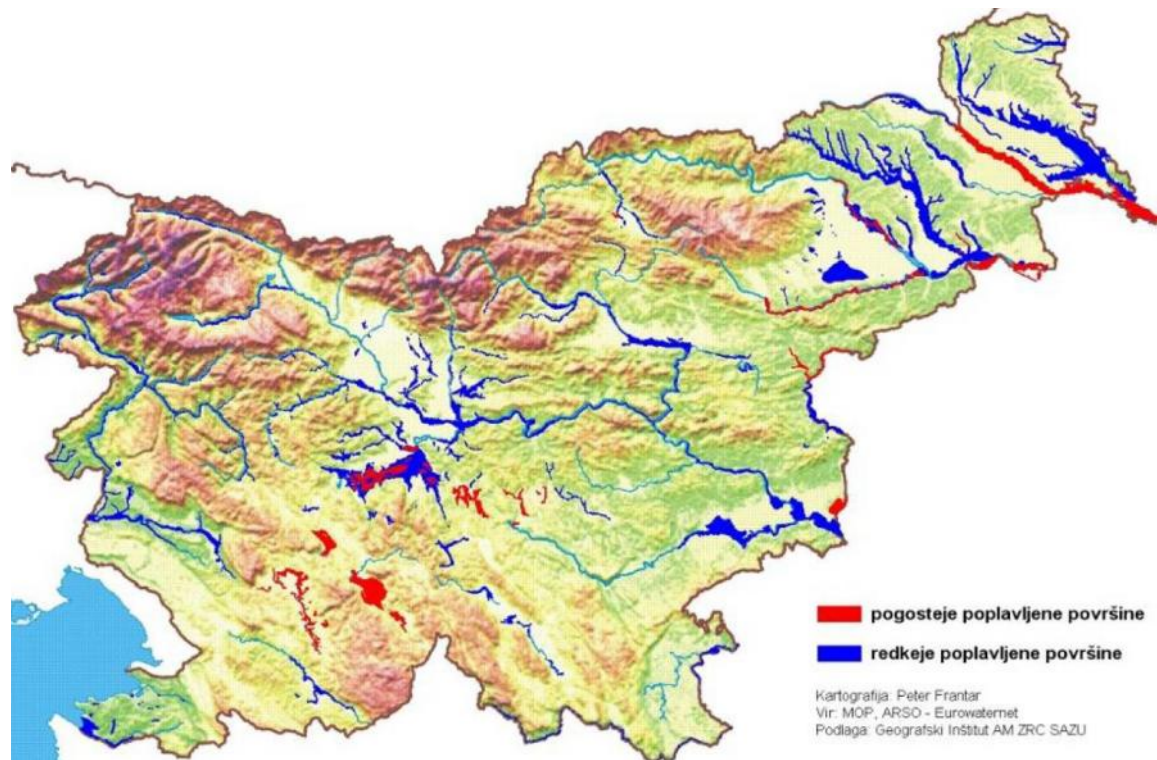 pogosteje poplavljene površine
redkeje poplavljene površine
Kartografija: Peter Frantar
Vir: MOP, ARSO - Eurowaternet
Podlaga: Geografski Inštitut AM ZRC SAZU